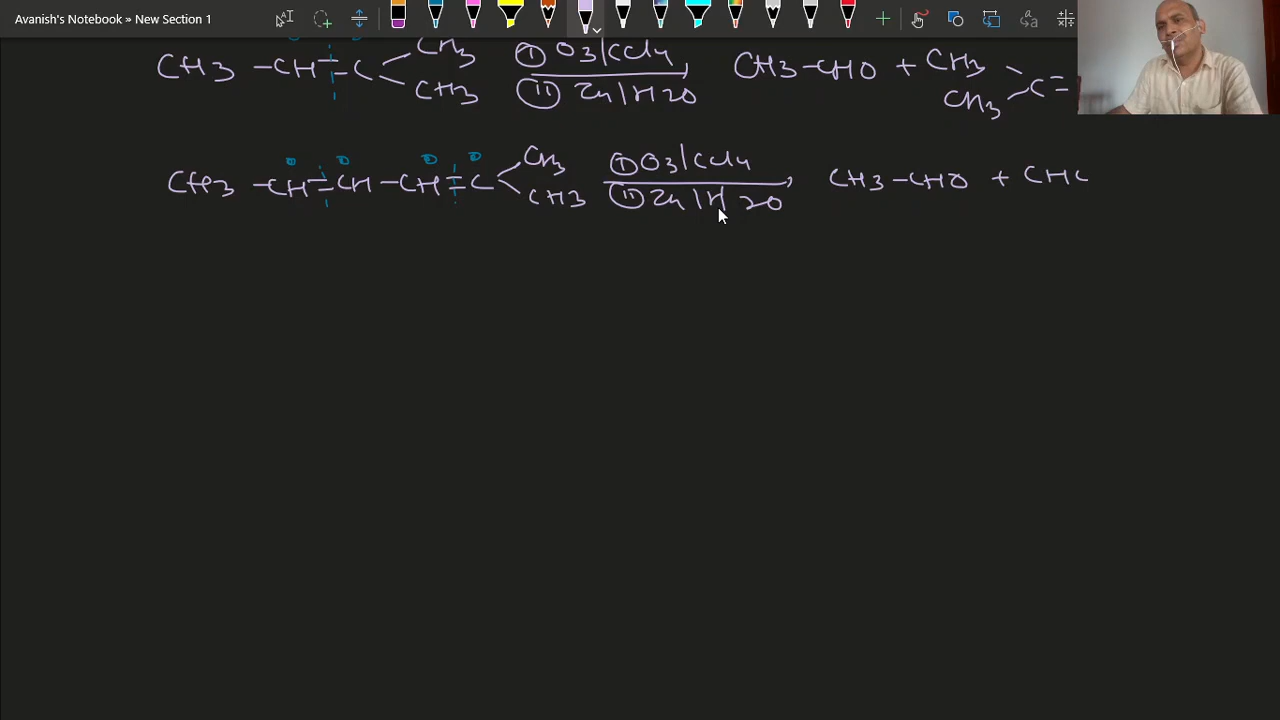 Avanish's Notebook » New Section 1
CH3 -CH = C CH3 CH3 I O3|CCl4 II Zn|H2O CH3-CHO + CH3 CH3 C=
CH3 -CH = CH -CH = C CH3 CH3 I O3|CCl4 II Zn|H2O CH3-CHO + CHO